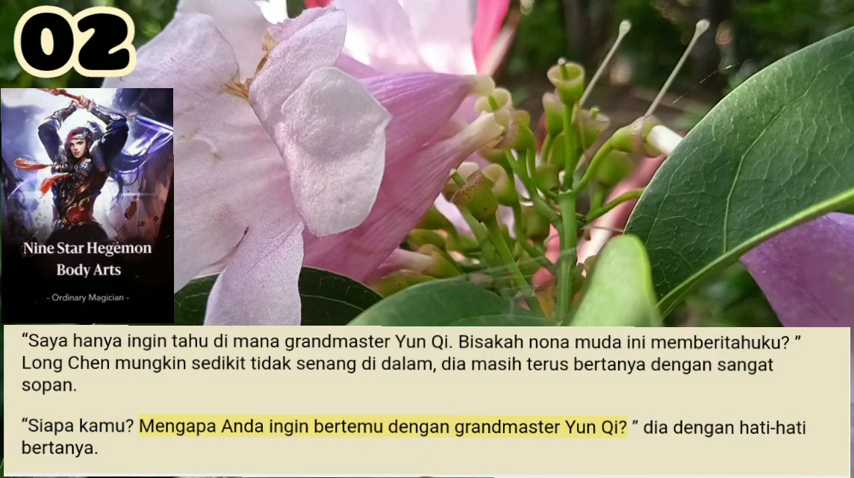 02
Nine Star Hegemon
Body Arts
- Ordinary Magician -
“Saya hanya ingin tahu di mana grandmaster Yun Qi. Bisakah nona muda ini memberitahuku? ”
Long Chen mungkin sedikit tidak senang di dalam, dia masih terus bertanya dengan sangat
sopan.
“Siapa kamu? Mengapa Anda ingin bertemu dengan grandmaster Yun Qi? ” dia dengan hati-hati
bertanya.